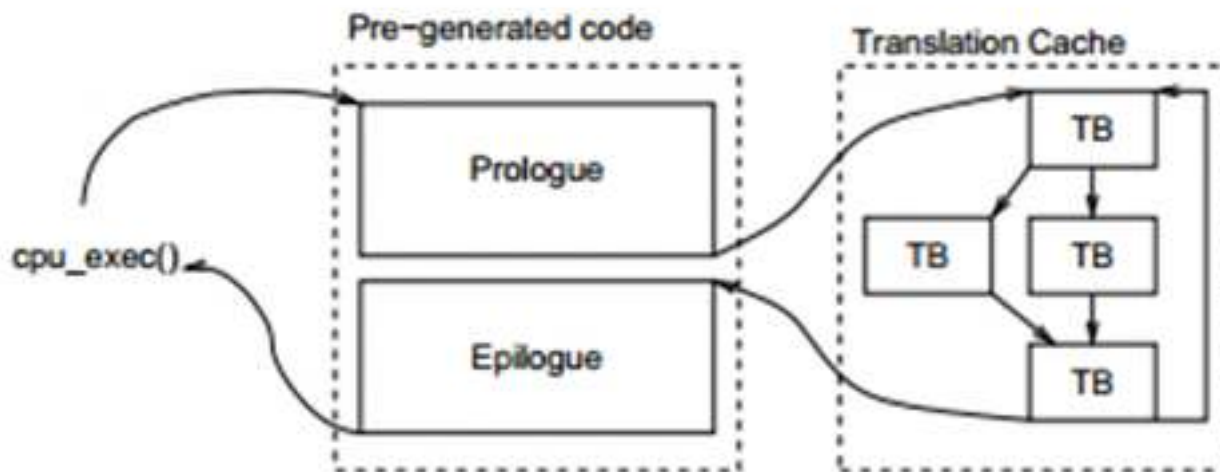 Pre-generated code
Translation Cache
Prologue
TB
cpu_exec()
TB
TB
Epilogue
TB